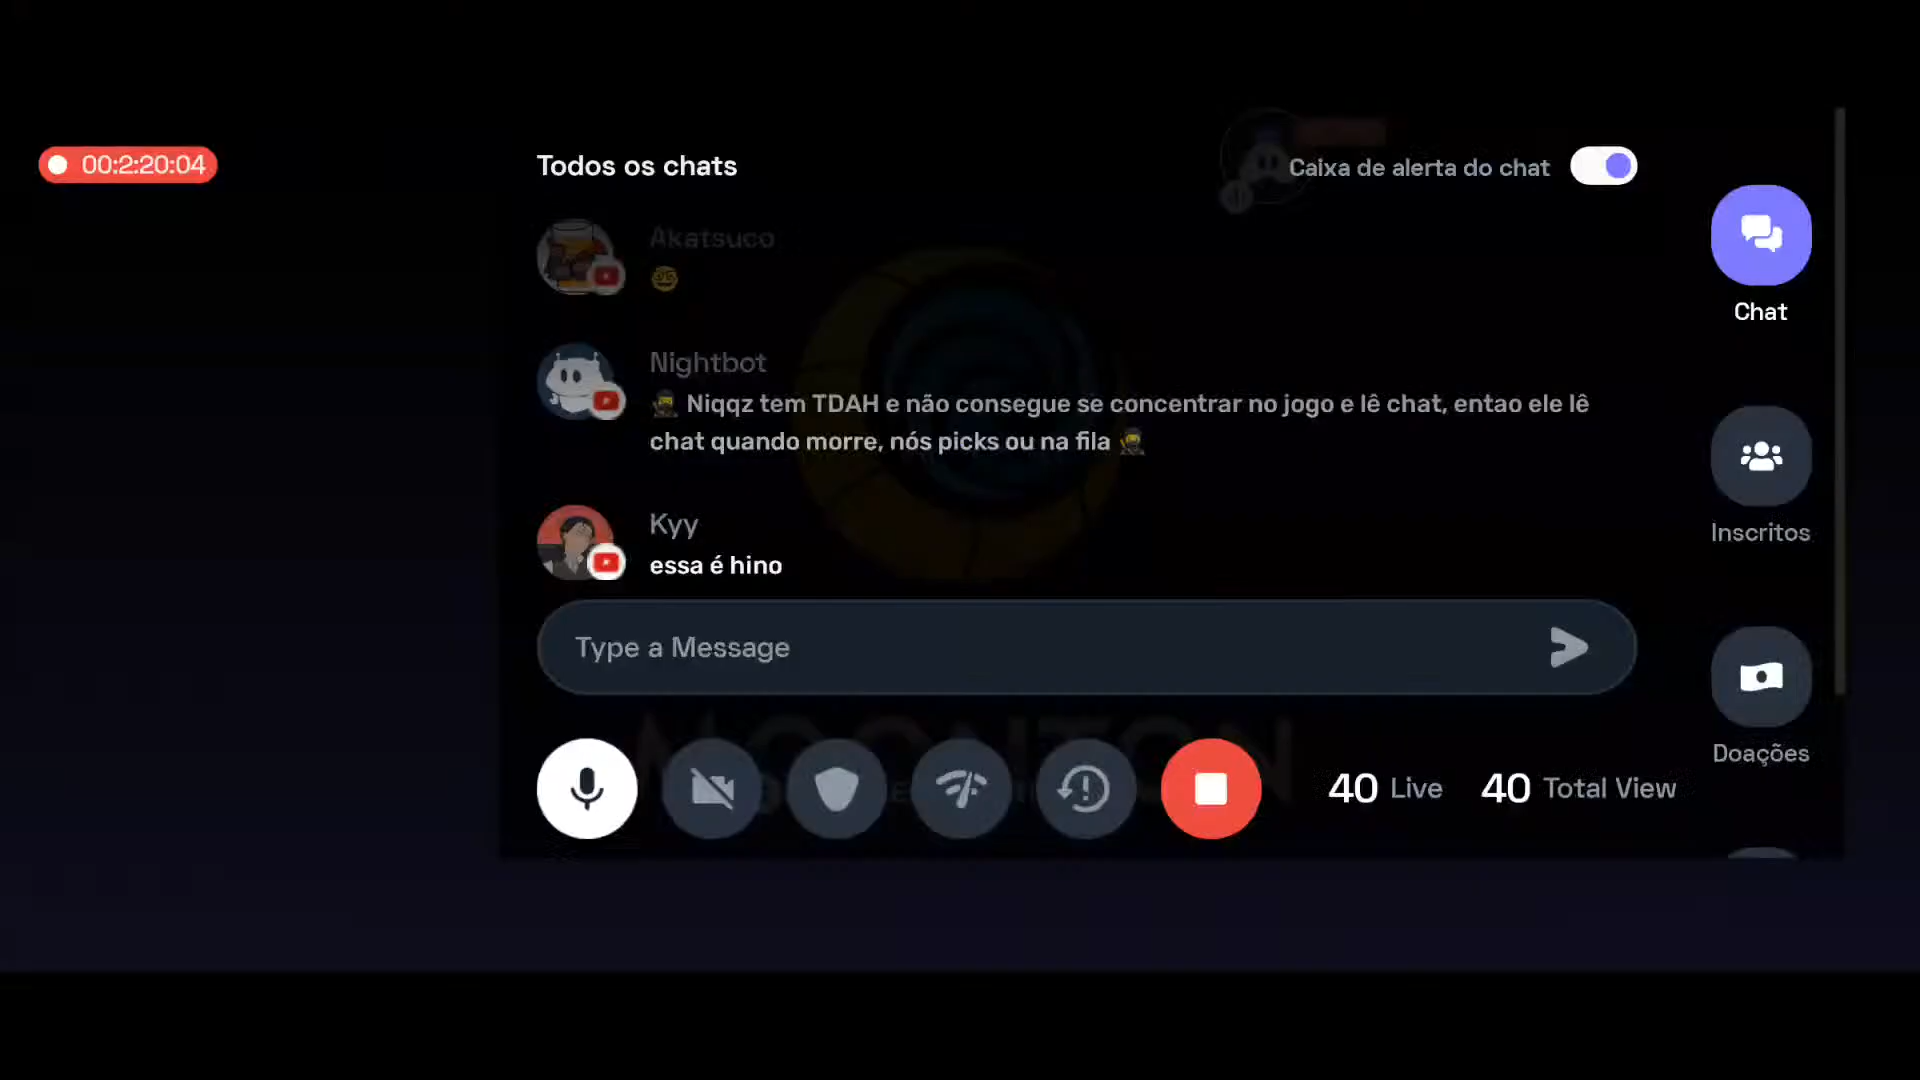 00:2:20:04
Todos os chats
Caixa de alerta do chat
Akatsuco
Nightbot
Niqqz tem TDAH e não consegue se concentrar no jogo e lê chat, entao ele lê
chat quando morre, nós picks ou na fila
Kyy
essa é hino
Type a Message
40 Live 40 Total View
Chat
Inscritos
Doações
MOONTON